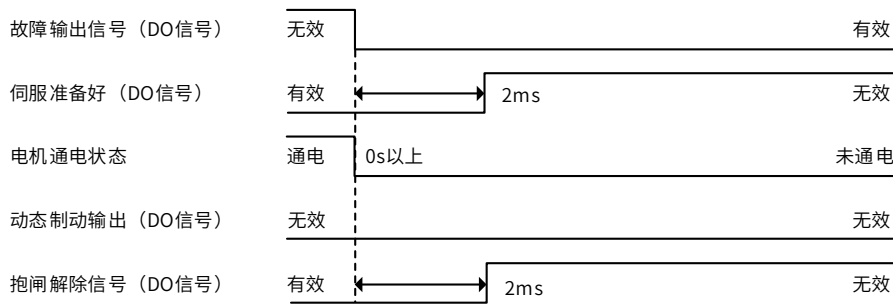 故障输出信号（DO信号） 无效 有效
伺服准备好（DO信号） 有效 2ms 无效
电机通电状态 通电 0s以上 未通电
动态制动输出（DO信号） 无效 无效
抱闸解除信号（DO信号） 有效 2ms 无效